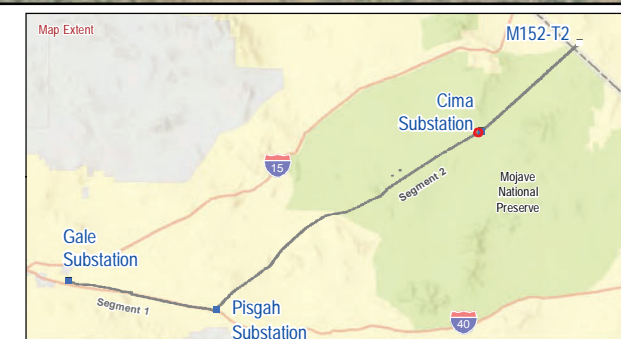 Map Extent
M152-T2
Cima
Substation
15
Segment 2
Mojave
National
Preserve
Gale
Substation
Segment 1
Pisgah
Substation
40